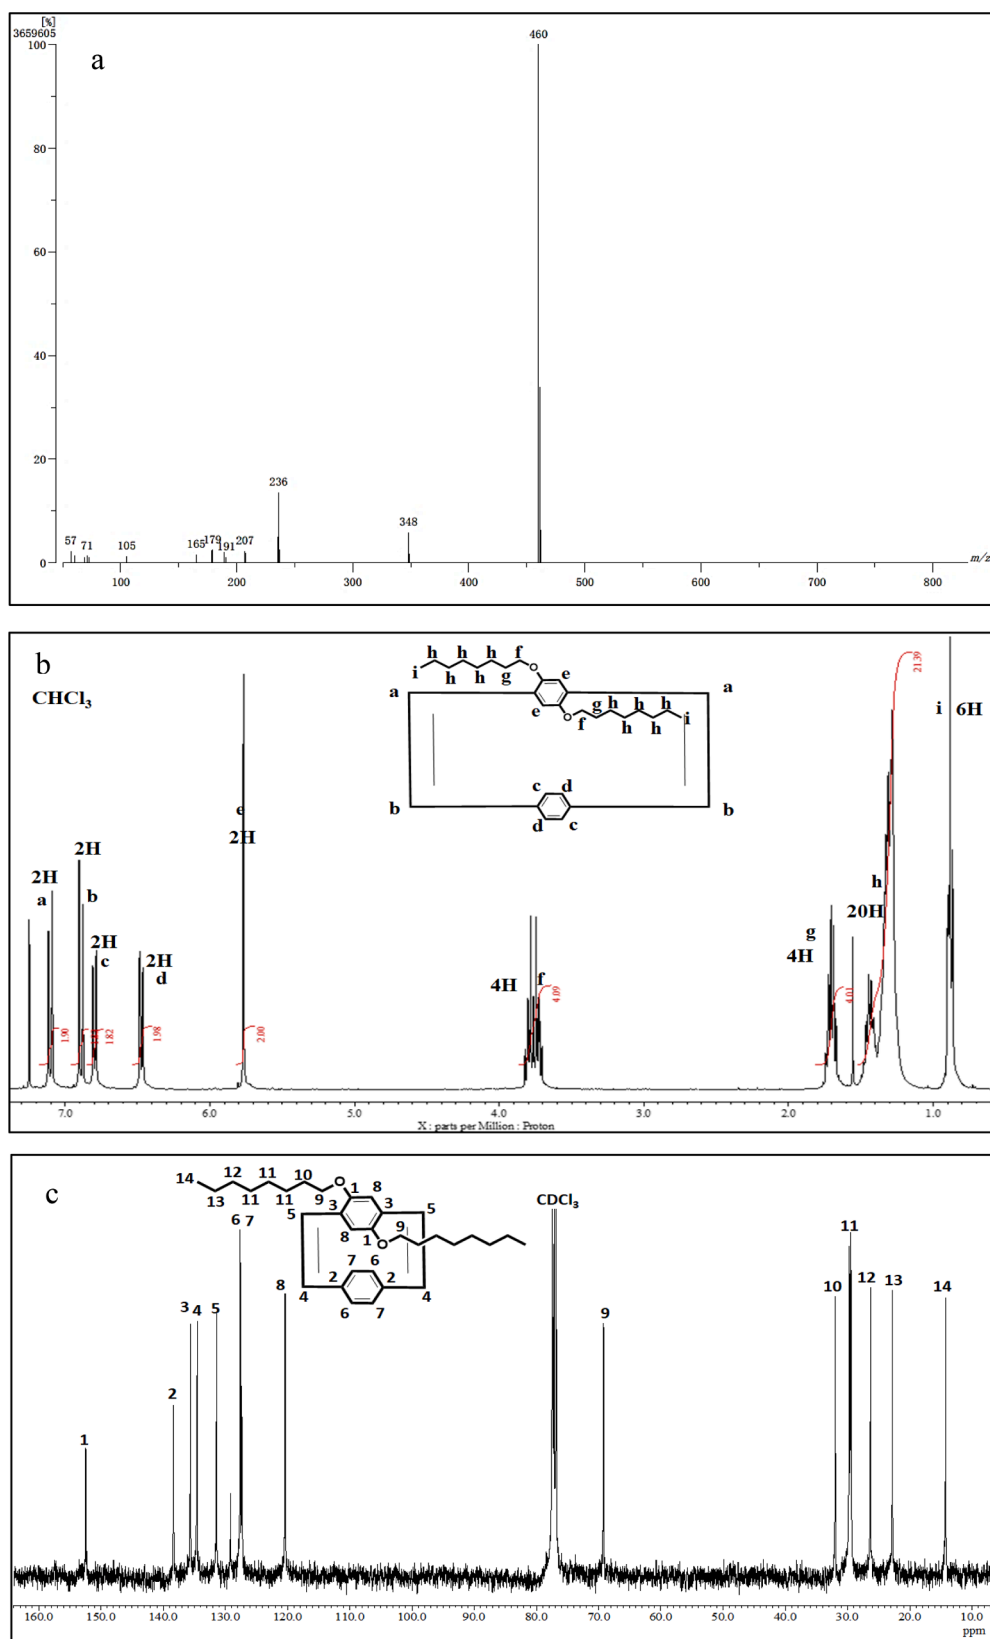 [%]
3659605
100
80
60
40
20
0
a
460
236
348
57
71
105
165
179
191
207
100 200 300 400 500 600 700 800
m/z
b
CHCl3
h h h f
i h h g O e
a a
e O g h h h
f h h i
c d
b b
d c
2H
a
2H
b
2H
c
2H
d
e
2H
4H
f
g
4H
h
20H
i 6H
1.90
1.82
1.98
2.00
4.09
4.01
21.39
7.0 6.0 5.0 4.0 3.0 2.0 1.0
X : parts per Million : Proton
c
14 12 11 10 O 1 8
13 11 11 9 3 3
5 5
8 1 O 9
7 6
2 2
4 4
6 7
CDCl3
1
2
3
4
5
6 7
8
9
10
11
12
13
14
160.0 150.0 140.0 130.0 120.0 110.0 100.0 90.0 80.0 70.0 60.0 50.0 40.0 30.0 20.0 10.0
ppm